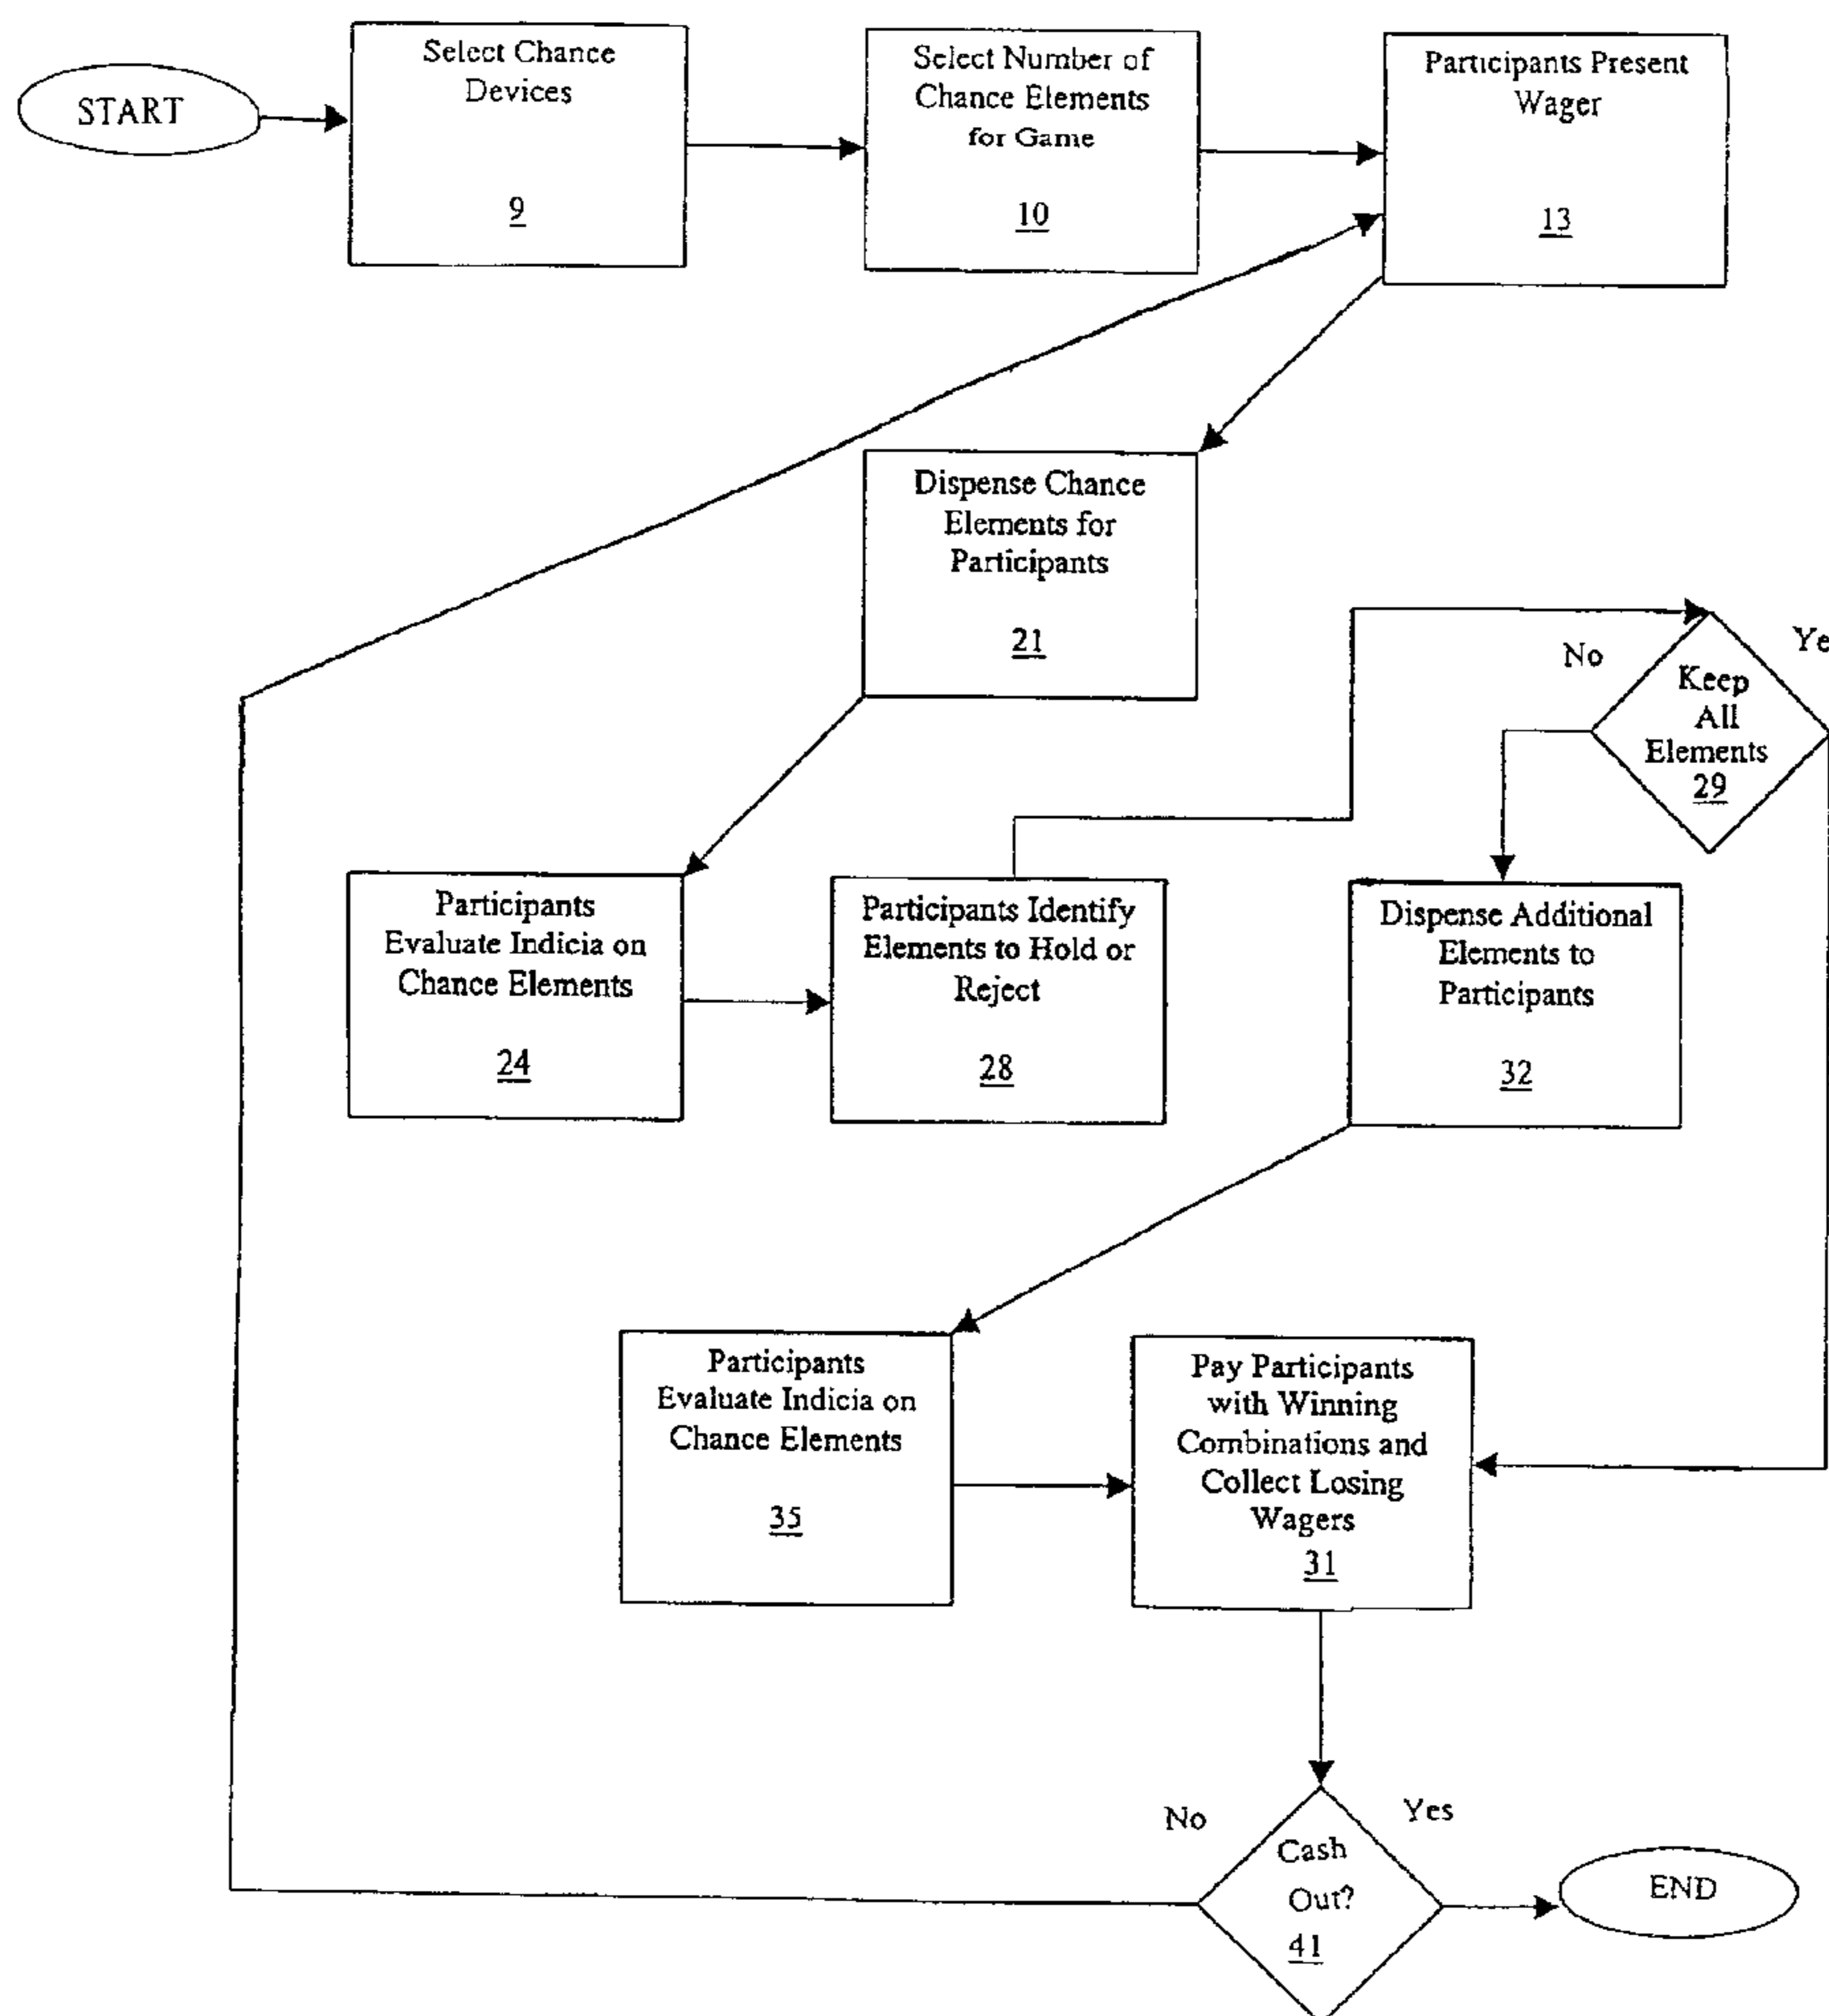 START
Select Chance
Devices
9
Select Number of
Chance Elements
for Game
10
Participants Present
Wager
13
Dispense Chance
Elements for
Participants
21
No
Ye
Keep
All
Elements
29
Participants
Evaluate Indicia on
Chance Elements
24
Participants Identify
Elements to Hold or
Reject
28
Dispense Additional
Elements to
Participants
32
Participants
Evaluate Indicia on
Chance Elements
35
Pay Participants
with Winning
Combinations and
Collect Losing
Wagers
31
No
Yes
Cash
Out?
41
END